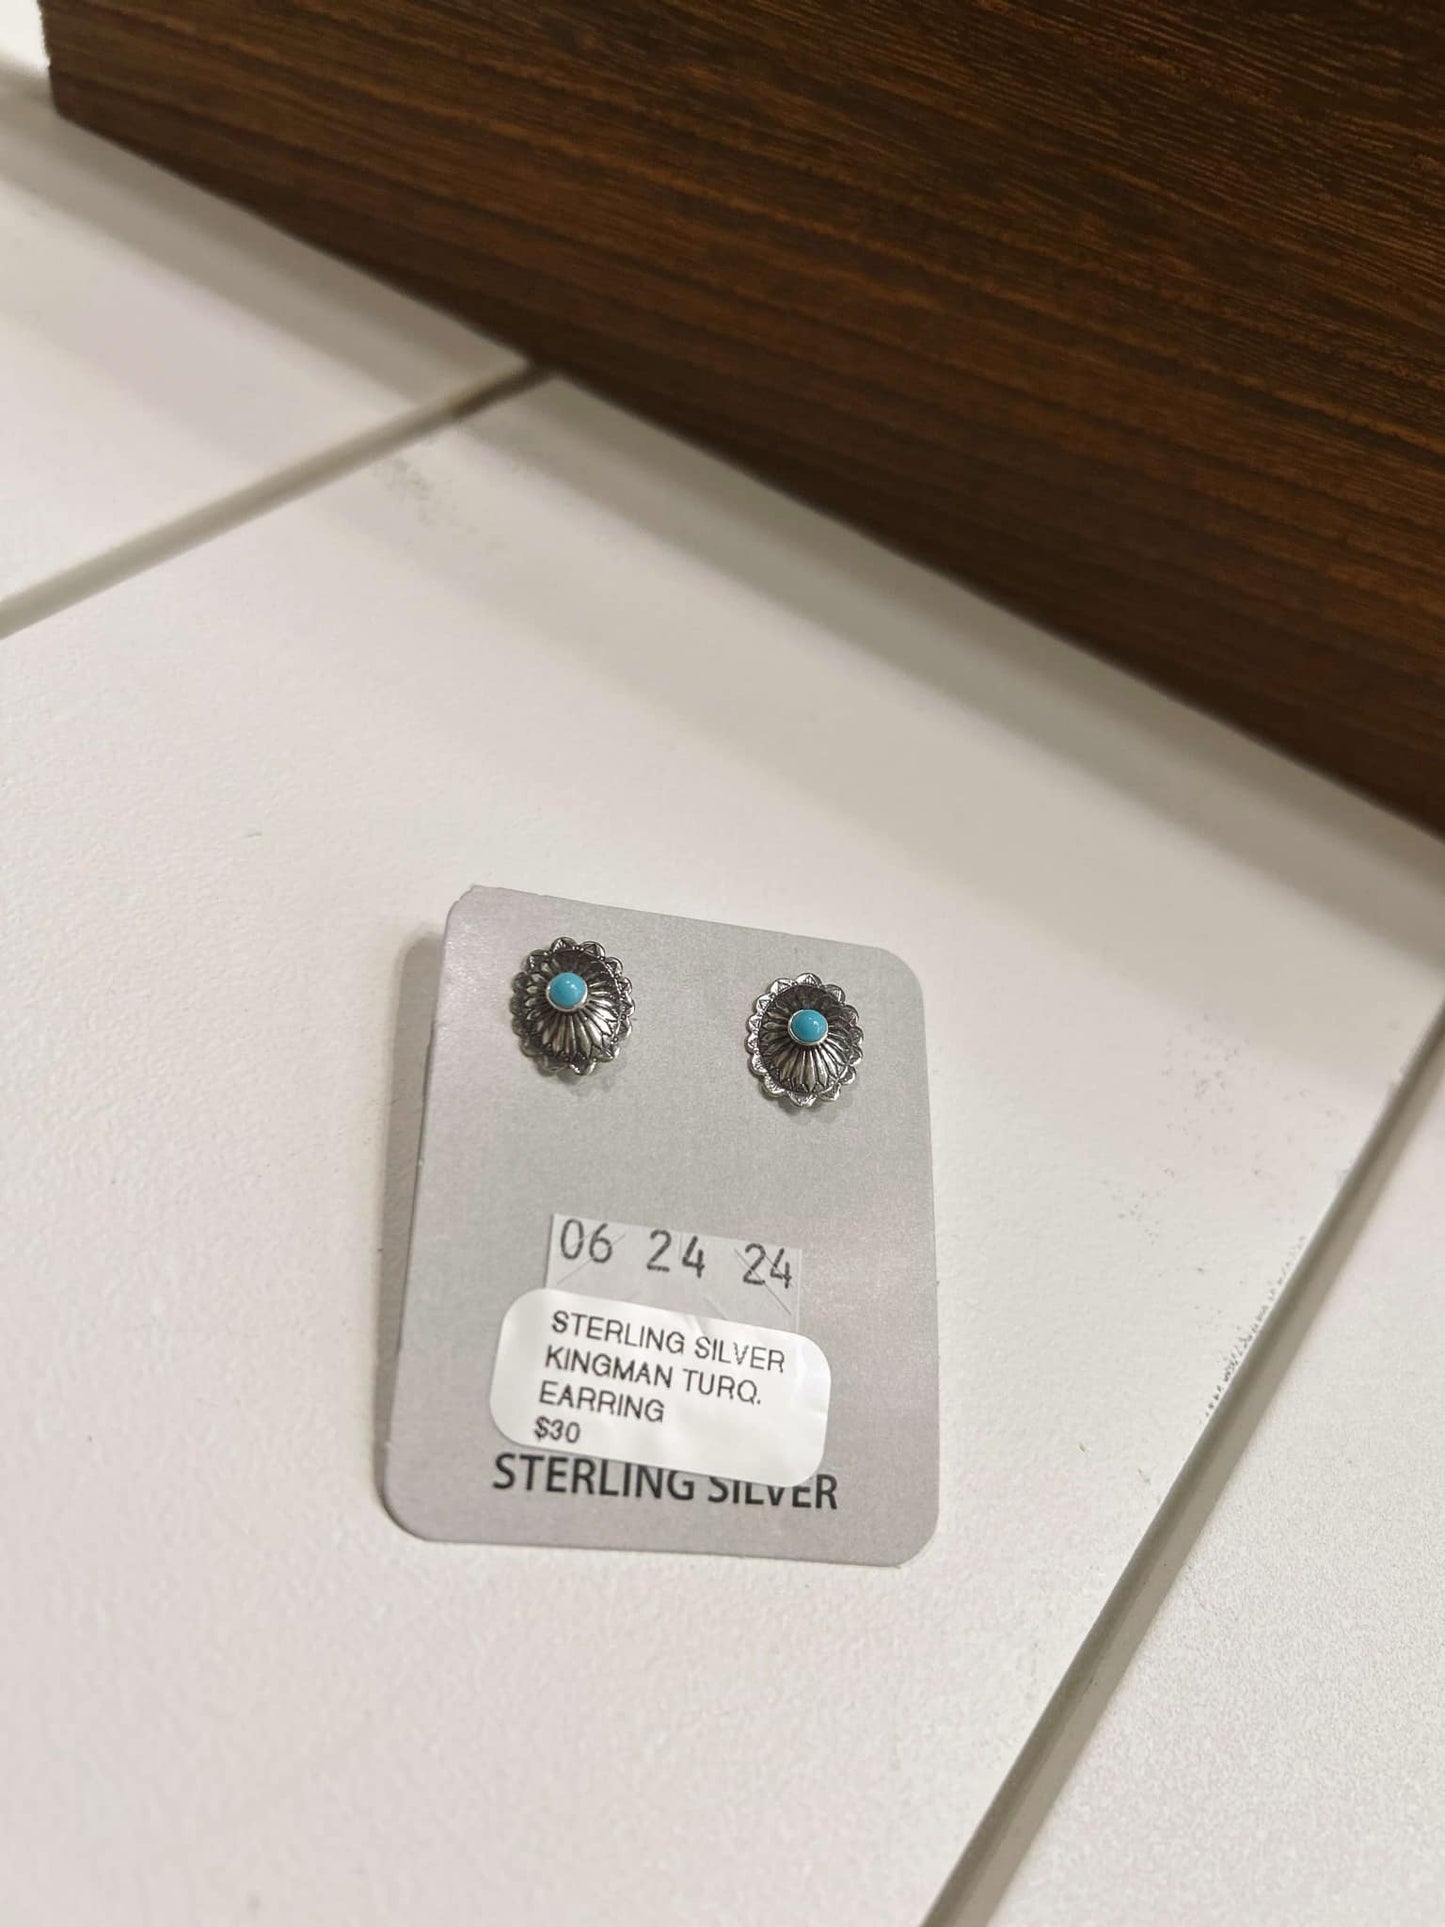 06 24 24
STERLING SILVER
KINGMAN TURQ.
EARRING
$30
STERLING SILVER